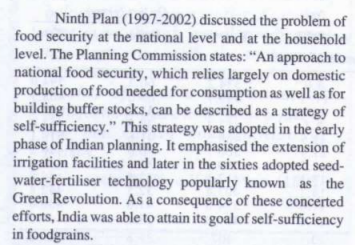 Ninth Plan (1997-2002) discussed the problem of
food security at the national level and at the household
level. The Planning Commission states: “An approach to
national food security, which relies largely on domestic
production of food needed for consumption as well as for
building buffer stocks, can be described as a strategy of
self-sufficiency.” This strategy was adopted in the early
phase of Indian planning. It emphasised the extension of
irrigation facilities and later in the sixties adopted seed-
water-fertiliser technology popularly known as the
Green Revolution. As a consequence of these concerted
efforts, India was able to attain its goal of self-sufficiency
in foodgrains.